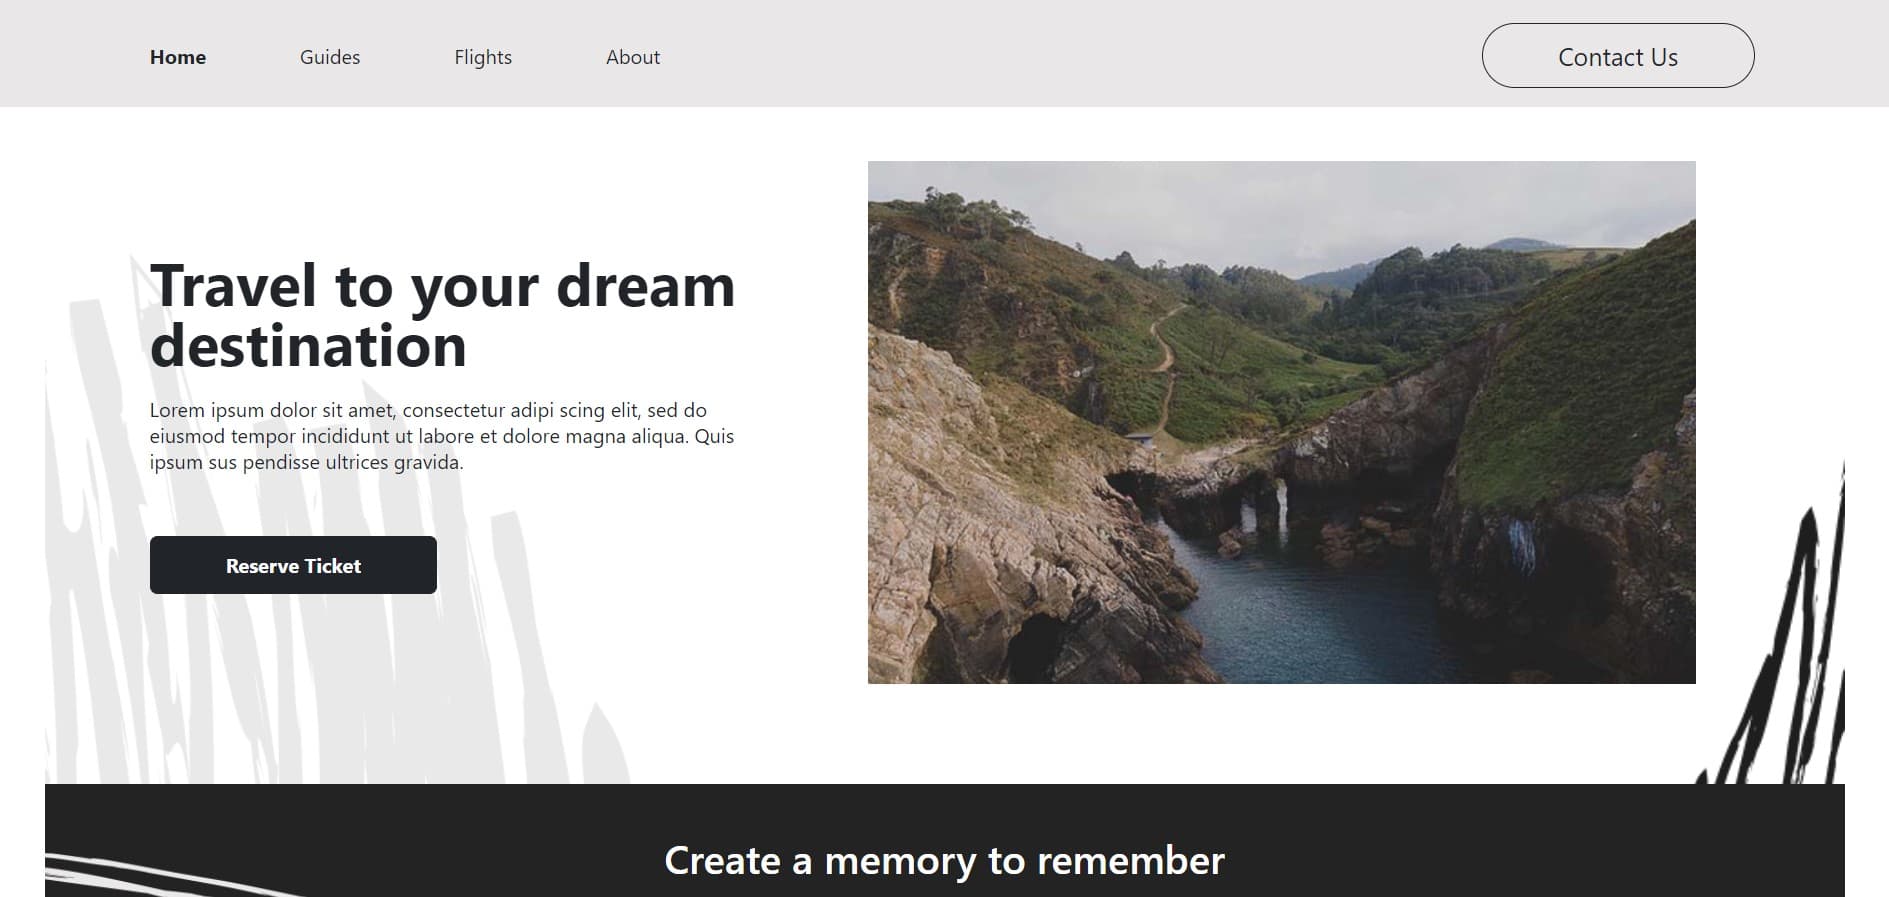 Home Guides Flights About Contact Us
Travel to your dream
destination
Lorem ipsum dolor sit amet, consectetur adipi scing elit, sed do
eiusmod tempor incididunt ut labore et dolore magna aliqua. Quis
ipsum sus pendisse ultrices gravida.
Reserve Ticket
Create a memory to remember